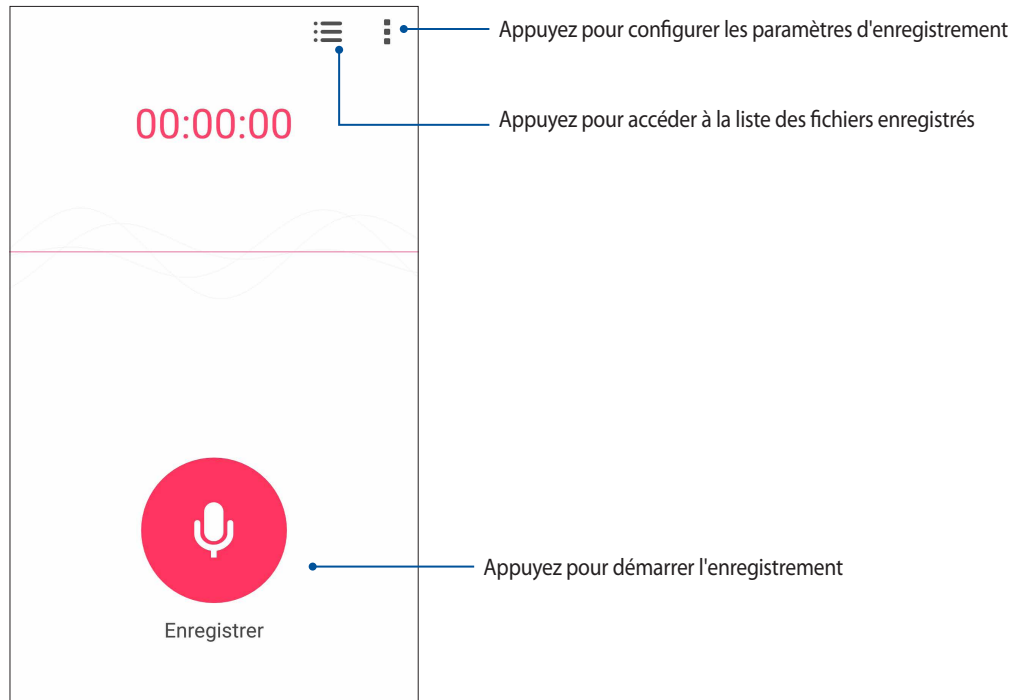 Appuyez pour configurer les paramètres d'enregistrement
00:00:00
Appuyez pour accéder à la liste des fichiers enregistrés
Appuyez pour démarrer l'enregistrement
Enregistrer